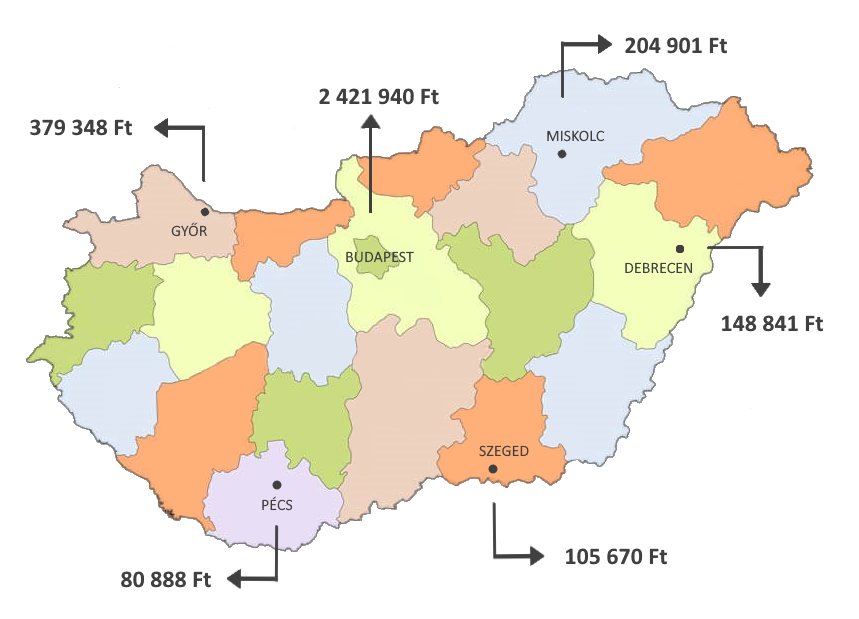 204 901 Ft
2 421 940 Ft
379 348 Ft
MISKOLC
GYŐR
BUDAPEST
DEBRECEN
148 841 Ft
SZEGED
PÉCS
105 670 Ft
80 888 Ft